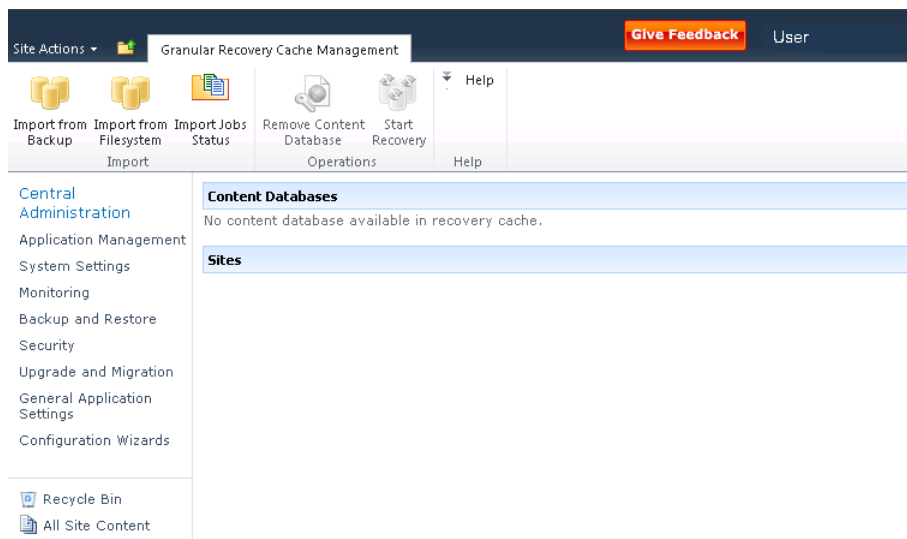 Give Feedback
User
Site Actions
Granular Recovery Cache Management
Import from
Backup
Import from
Filesystem
Import Jobs
Status
Import
Remove Content
Database
Start
Recovery
Operations
Help
Help
Central
Administration
Application Management
System Settings
Monitoring
Backup and Restore
Security
Upgrade and Migration
General Application
Settings
Configuration Wizards
Recycle Bin
All Site Content
Content Databases
No content database available in recovery cache.
Sites